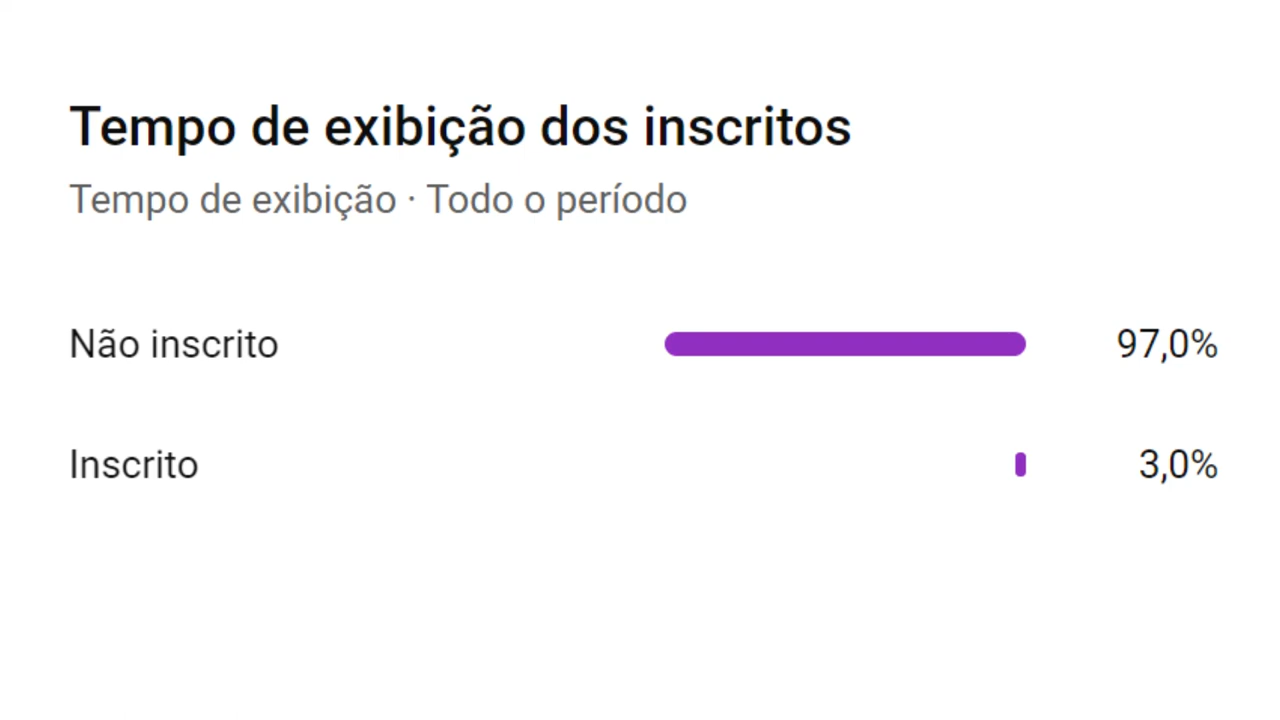 Tempo de exibição dos inscritos
Tempo de exibição · Todo o período
Não inscrito 97,0%
Inscrito 3,0%